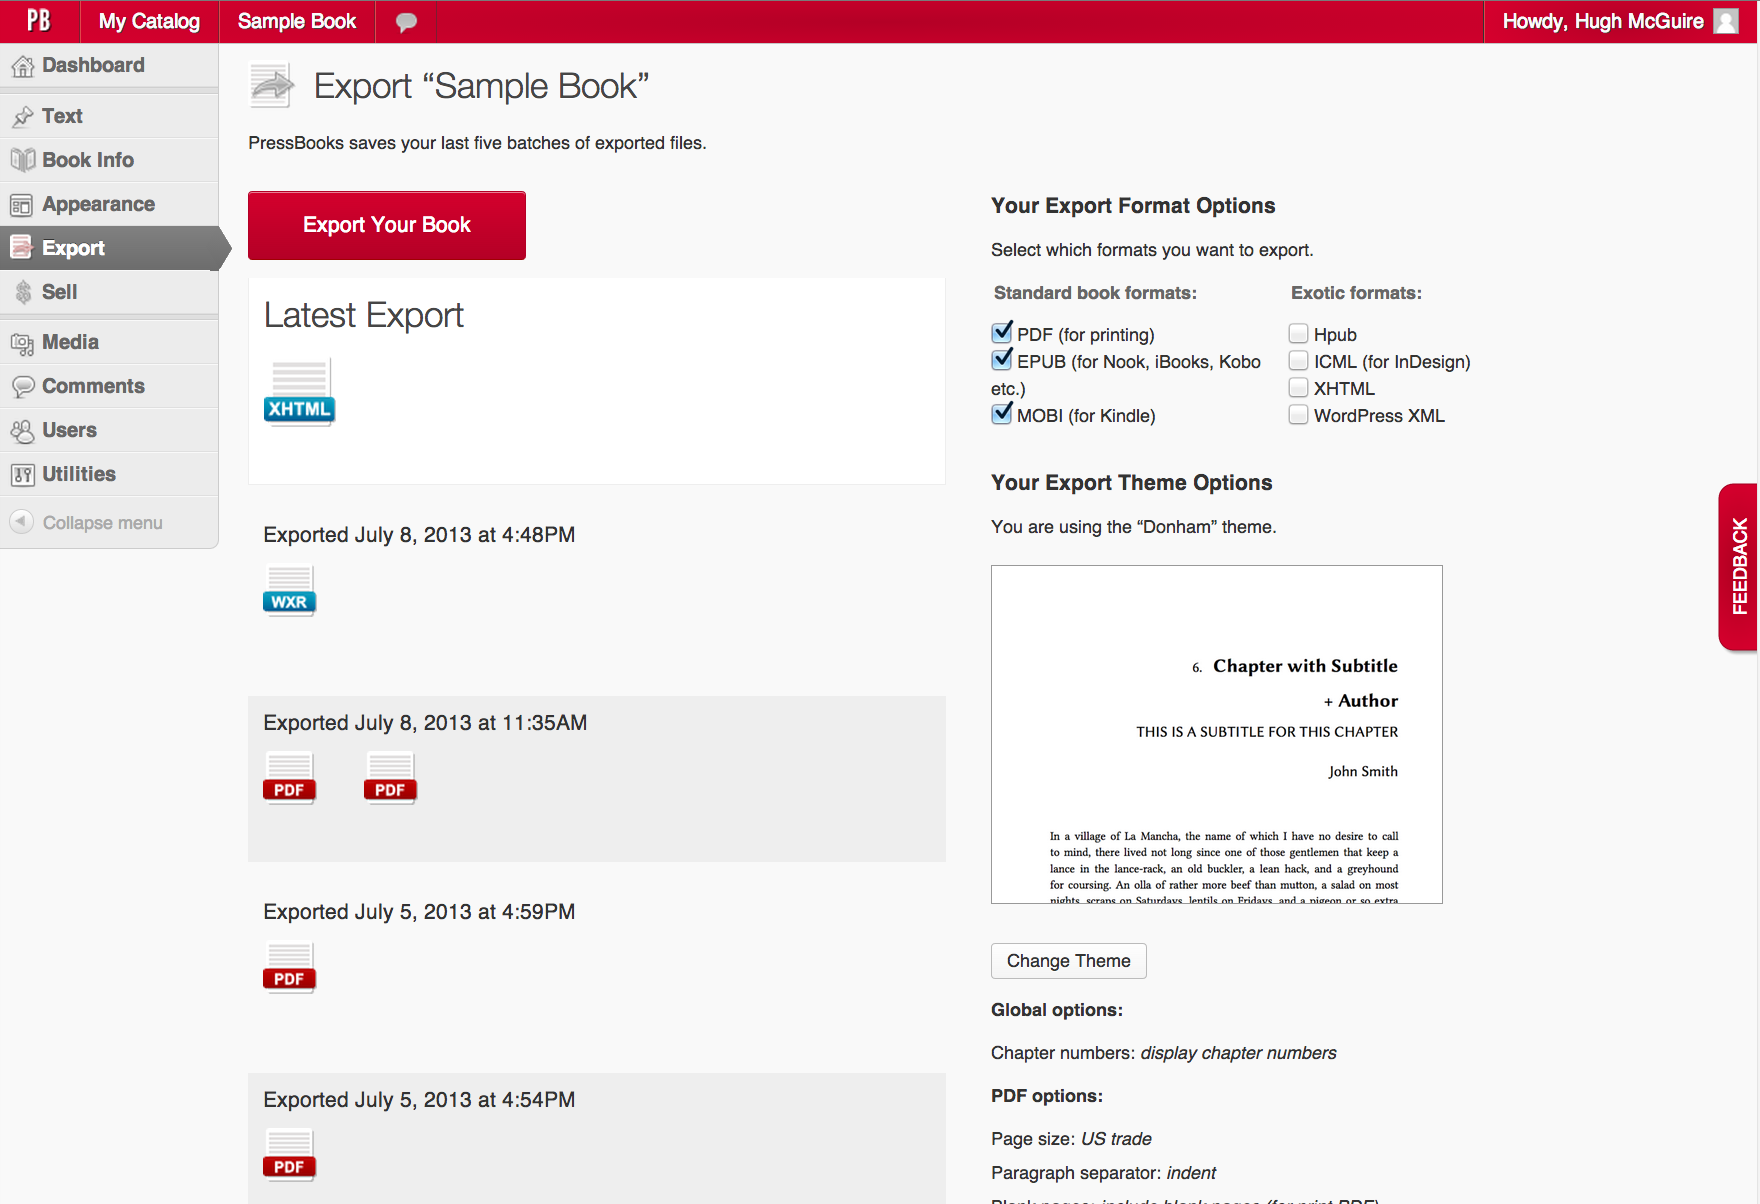 PB
My Catalog
Sample Book
Howdy, Hugh McGuire
Dashboard
Text
Book Info
Appearance
Export
Sell
Media
Comments
Users
Utilities
Collapse menu
Export “Sample Book”
PressBooks saves your last five batches of exported files.
Export Your Book
Latest Export
XHTML
Exported July 8, 2013 at 4:48PM
WXR
Exported July 8, 2013 at 11:35AM
PDF PDF
Exported July 5, 2013 at 4:59PM
PDF
Exported July 5, 2013 at 4:54PM
PDF
Your Export Format Options
Select which formats you want to export.
Standard book formats:
PDF (for printing)
EPUB (for Nook, iBooks, Kobo
etc.)
MOBI (for Kindle)
Exotic formats:
Hpub
ICML (for InDesign)
XHTML
WordPress XML
Your Export Theme Options
You are using the “Donham” theme.
6. Chapter with Subtitle
+ Author
THIS IS A SUBTITLE FOR THIS CHAPTER
John Smith
In a village of La Mancha, the name of which I have no desire to call
to mind, there lived not long since one of those gentlemen that keep a
lance in the lance-rack, an old buckler, a lean hack, and a greyhound
for coursing. An olla of rather more beef than mutton, a salad on most
nights, scraps on Saturdays, lentils on Fridays, and a pigeon or so extra
Change Theme
Global options:
Chapter numbers: display chapter numbers
PDF options:
Page size: US trade
Paragraph separator: indent
Blank pages: include blank pages (for print PDF)
FEEDBACK